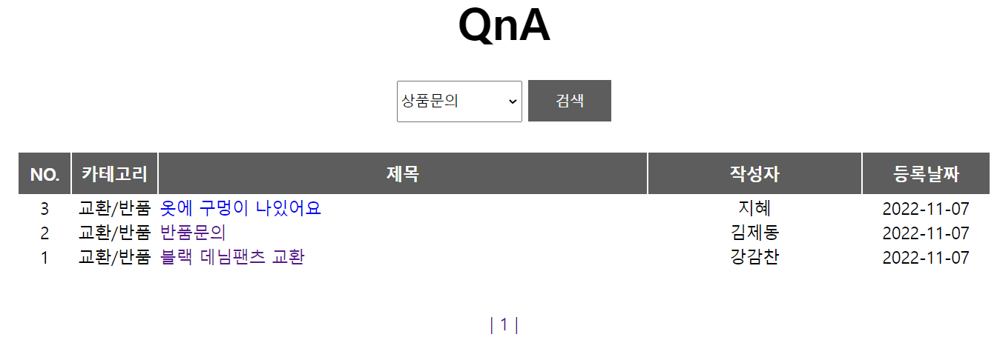 QnA
상품문의 검색
NO. 카테고리 제목 작성자 등록날짜
3 교환/반품 옷에 구멍이 나있어요 지혜 2022-11-07
2 교환/반품 반품문의 김제동 2022-11-07
1 교환/반품 블랙 데님팬츠 교환 강감찬 2022-11-07
| 1 |